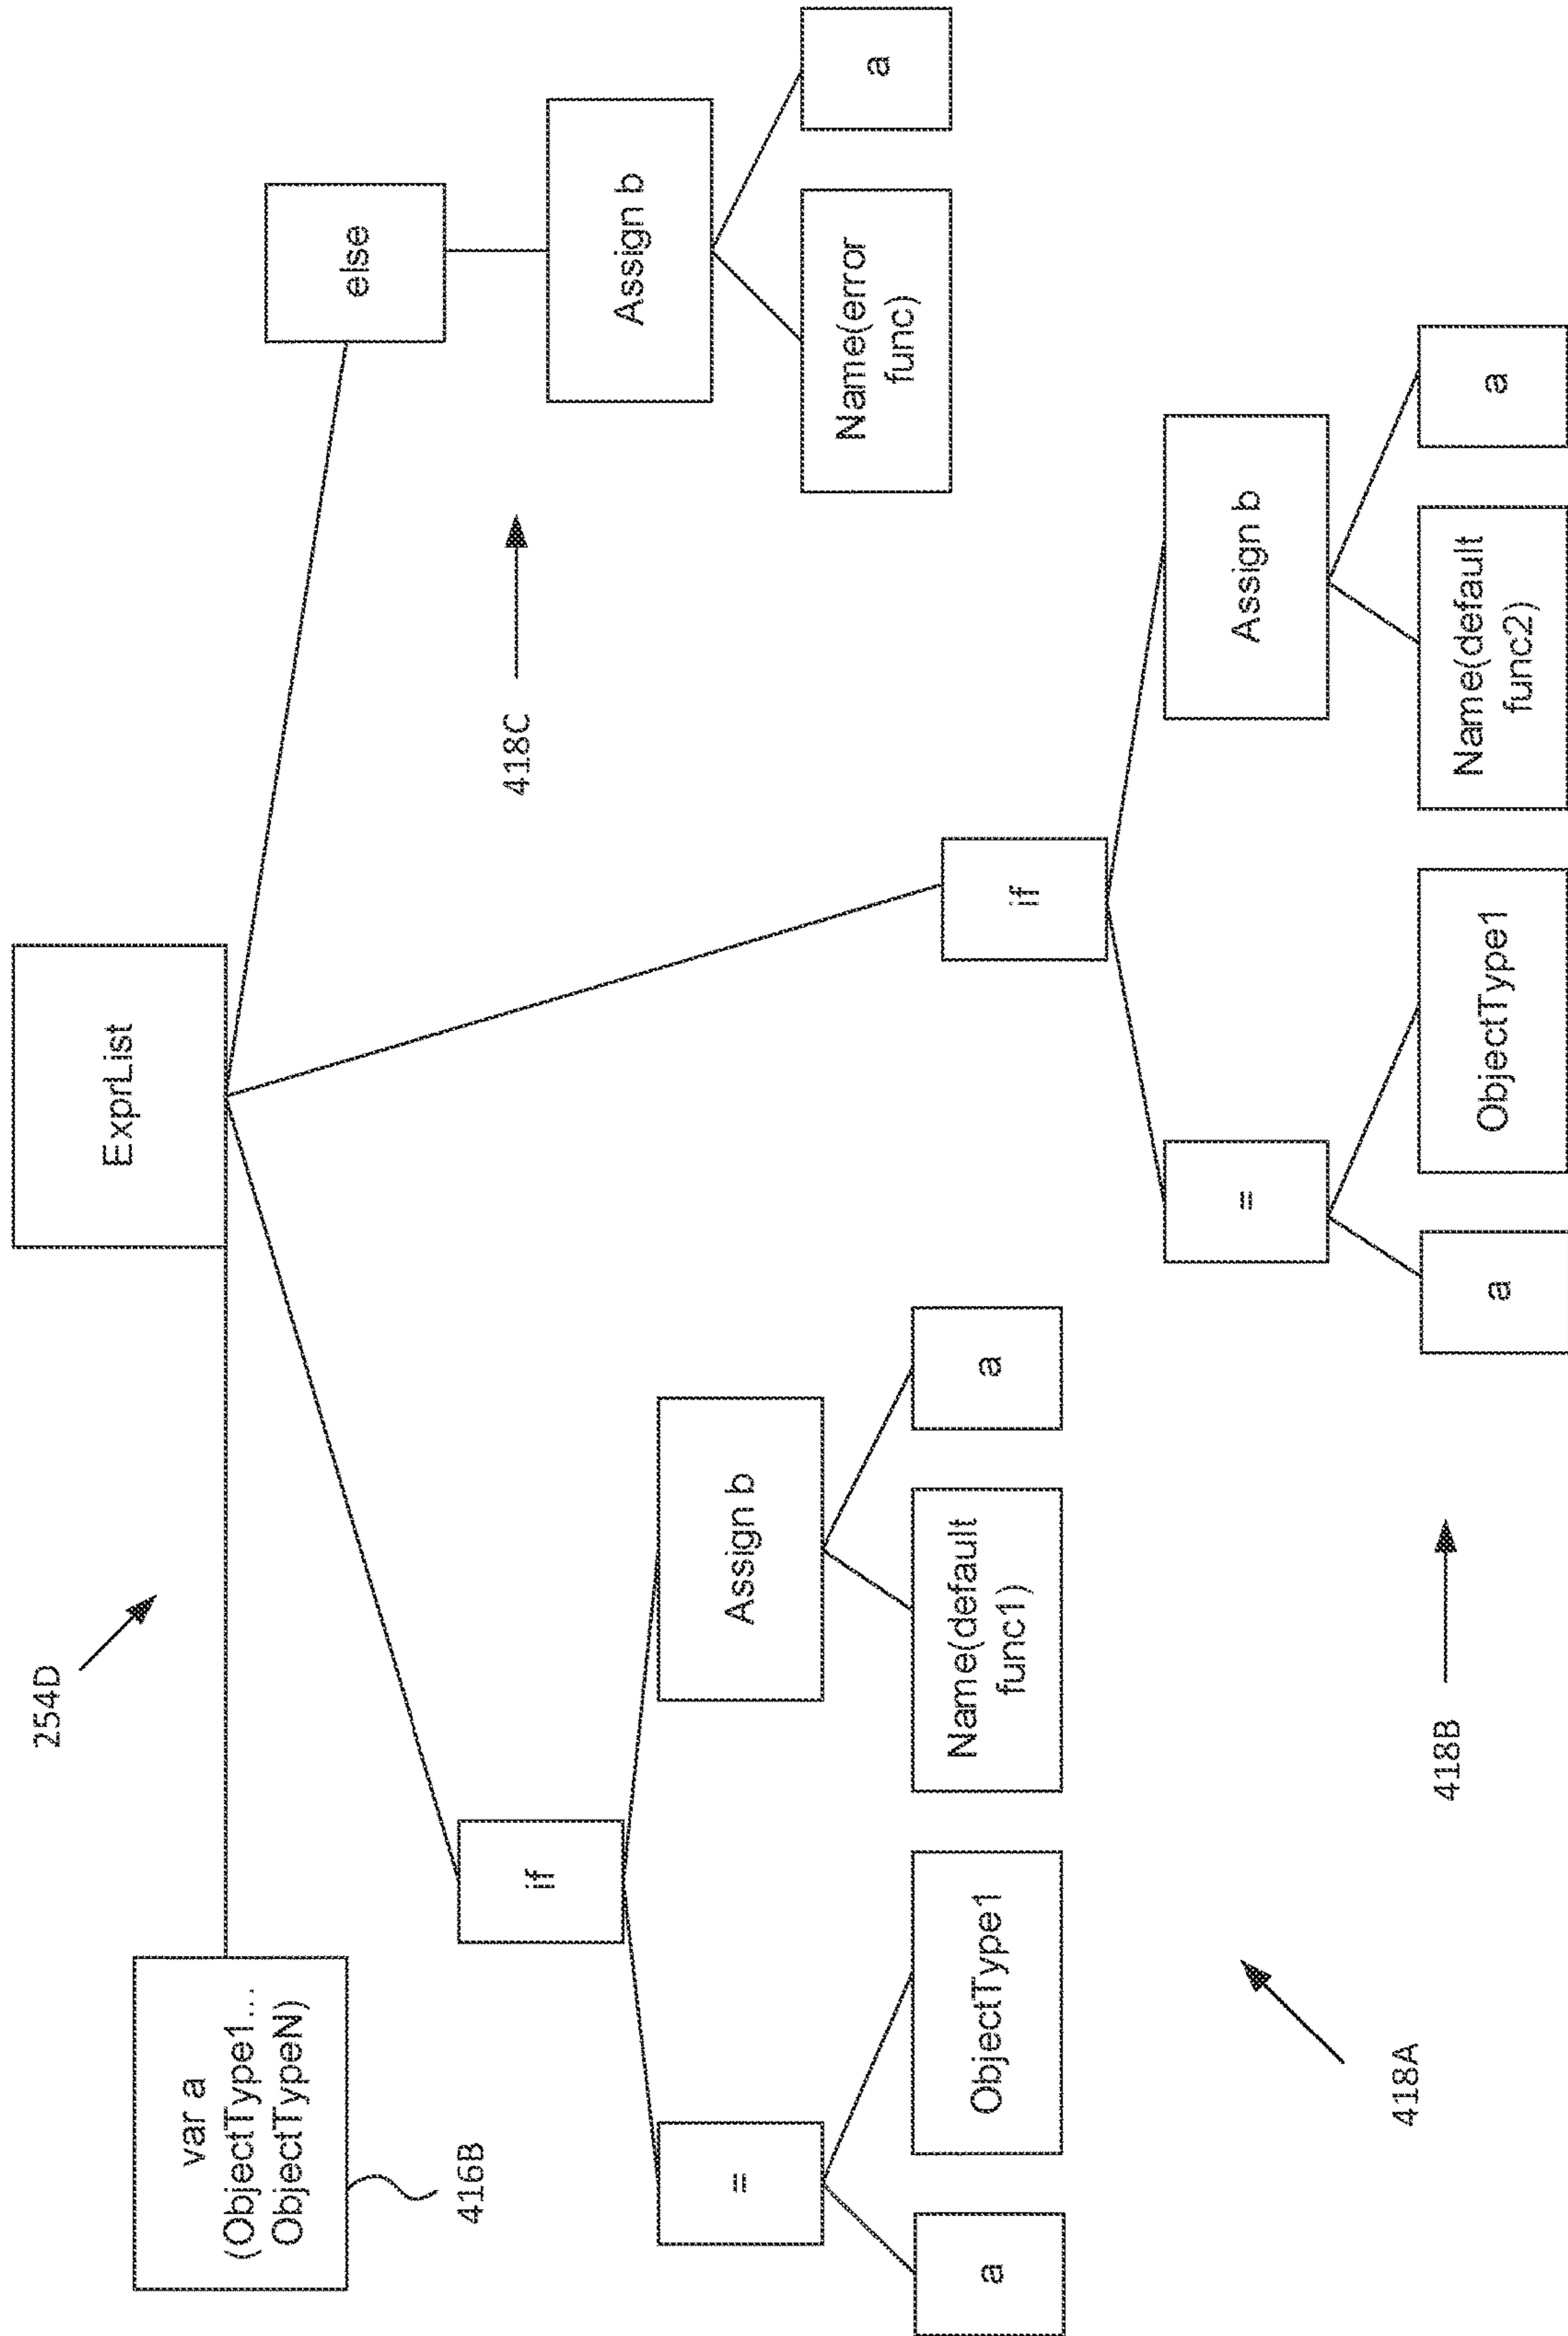 ExprList
254D
var a
(ObjectType1...
ObjectTypeN)
416B
else
Assign b
Name(error
func)
a
418C
if
=
a
ObjectType1
Assign b
Name(default
func1)
a
418A
if
=
a
ObjectType1
Assign b
Name(default
func2)
a
418B